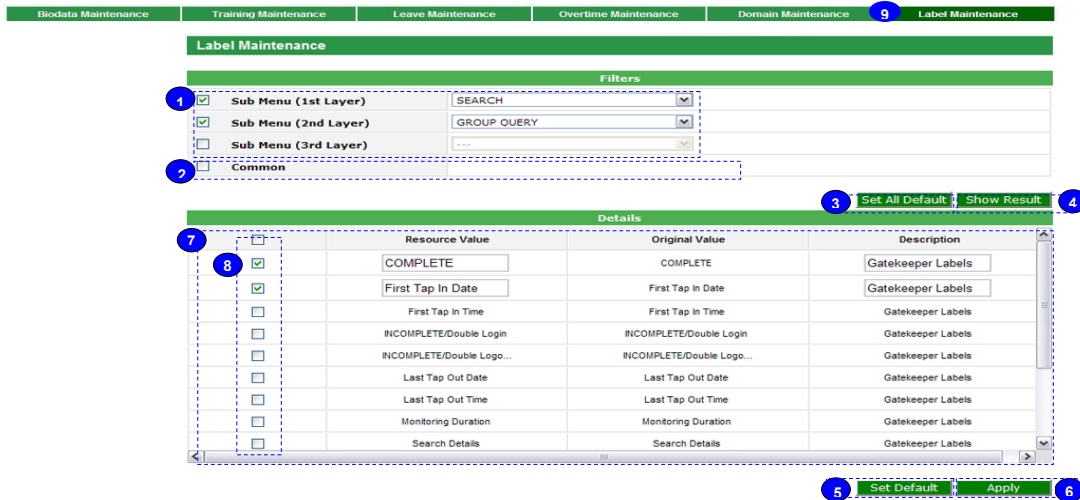 Biodata Maintenance Training Maintenance Leave Maintenance Overtime Maintenance Domain Maintenance 9 Label Maintenance
Label Maintenance
Filters
1 Sub Menu (1st Layer) SEARCH
Sub Menu (2nd Layer) GROUP QUERY
Sub Menu (3rd Layer) ---
2 Common
3 Set All Default Show Result 4
Details
7 Resource Value Original Value Description
8 COMPLETE COMPLETE Gatekeeper Labels
First Tap In Date First Tap In Date Gatekeeper Labels
First Tap In Time First Tap In Time Gatekeeper Labels
INCOMPLETE/Double Login INCOMPLETE/Double Login Gatekeeper Labels
INCOMPLETE/Double Logo... INCOMPLETE/Double Logo... Gatekeeper Labels
Last Tap Out Date Last Tap Out Date Gatekeeper Labels
Last Tap Out Time Last Tap Out Time Gatekeeper Labels
Monitoring Duration Monitoring Duration Gatekeeper Labels
Search Details Search Details Gatekeeper Labels
5 Set Default Apply 6